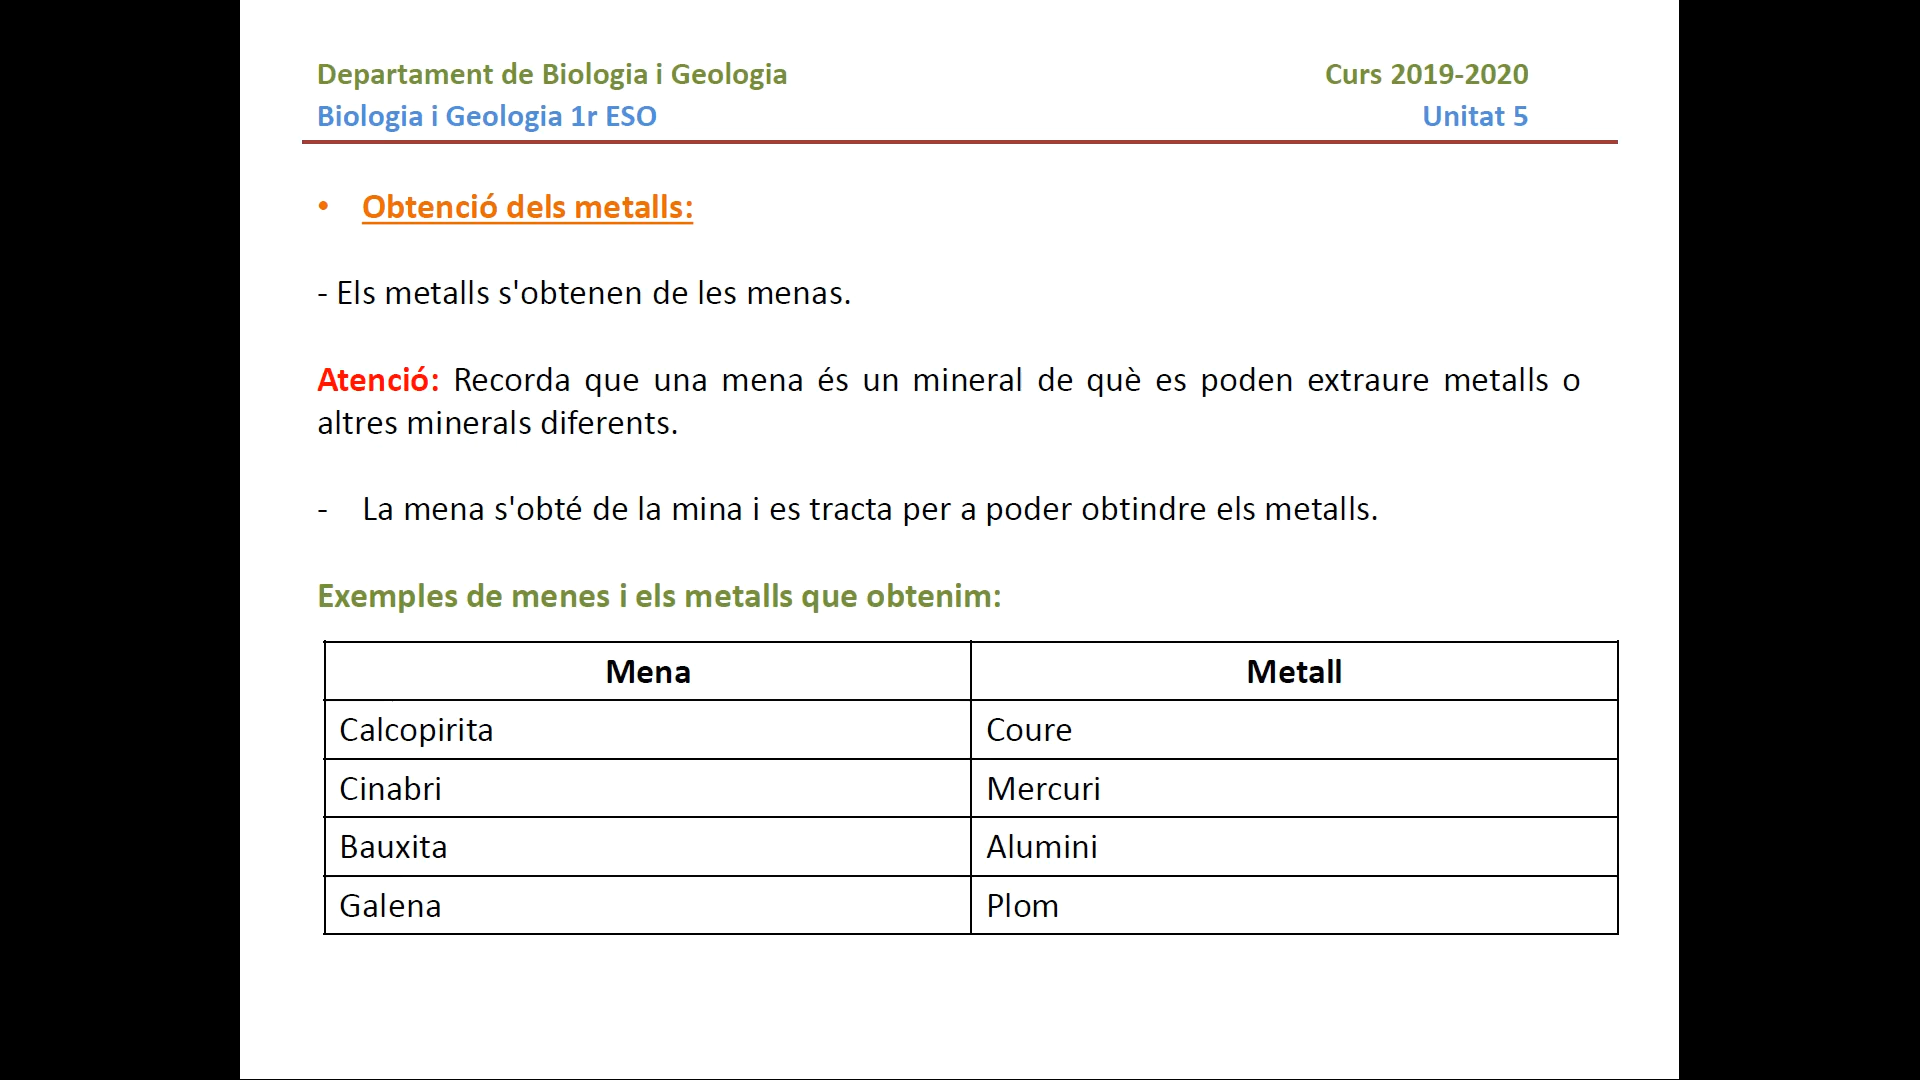 Departament de Biologia i Geologia Curs 2019-2020
Biologia i Geologia 1r ESO Unitat 5
• Obtenció dels metalls:
- Els metalls s'obtenen de les menas.
Atenció: Recorda que una mena és un mineral de què es poden extraure metalls o
altres minerals diferents.
- La mena s'obté de la mina i es tracta per a poder obtindre els metalls.
Exemples de menes i els metalls que obtenim:
Mena Metall
Calcopirita Coure
Cinabri Mercuri
Bauxita Alumini
Galena Plom